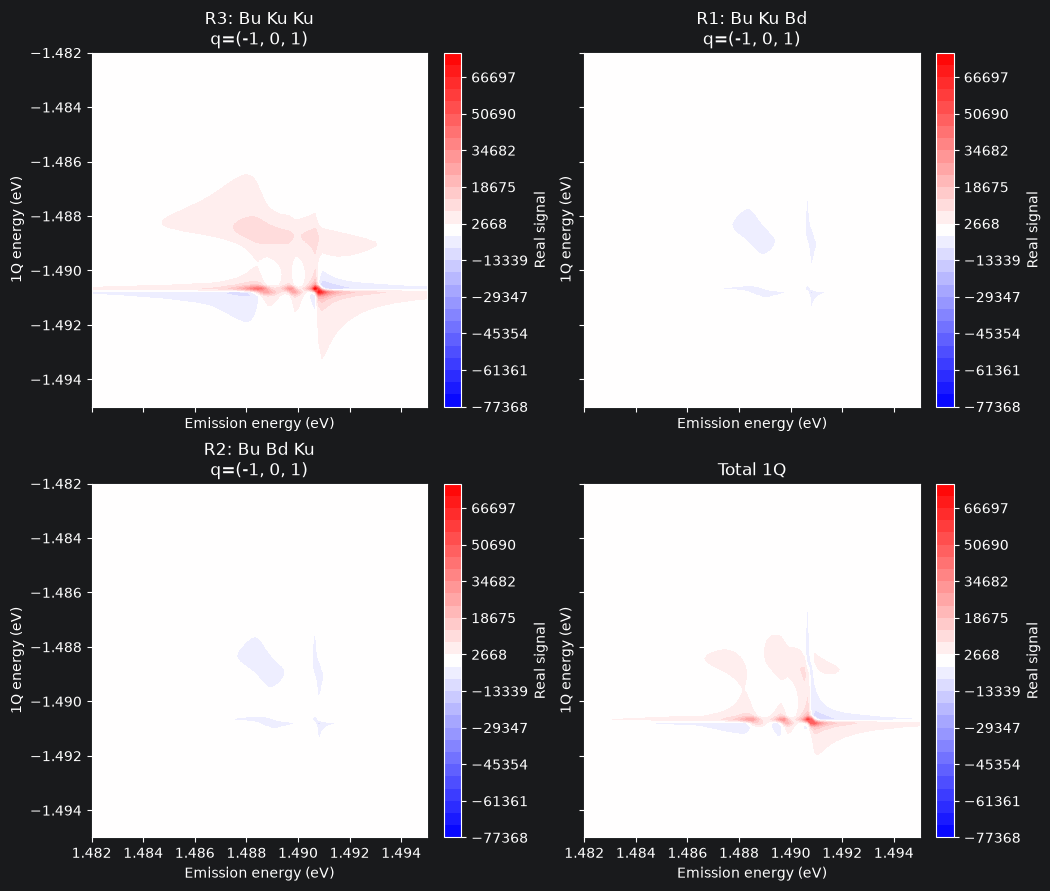 R3: Bu Ku Ku
q=(-1, 0, 1)
−1.482
−1.484
−1.486
−1.488
−1.490
−1.492
−1.494
1Q energy (eV)
Emission energy (eV)
66697
50690
34682
18675
2668
−13339
−29347
−45354
−61361
−77368
Real signal
R1: Bu Ku Bd
q=(-1, 0, 1)
1Q energy (eV)
Emission energy (eV)
66697
50690
34682
18675
2668
−13339
−29347
−45354
−61361
−77368
Real signal
R2: Bu Bd Ku
q=(-1, 0, 1)
−1.482
−1.484
−1.486
−1.488
−1.490
−1.492
−1.494
1Q energy (eV)
1.482 1.484 1.486 1.488 1.490 1.492 1.494
Emission energy (eV)
66697
50690
34682
18675
2668
−13339
−29347
−45354
−61361
−77368
Real signal
Total 1Q
1Q energy (eV)
1.482 1.484 1.486 1.488 1.490 1.492 1.494
Emission energy (eV)
66697
50690
34682
18675
2668
−13339
−29347
−45354
−61361
−77368
Real signal